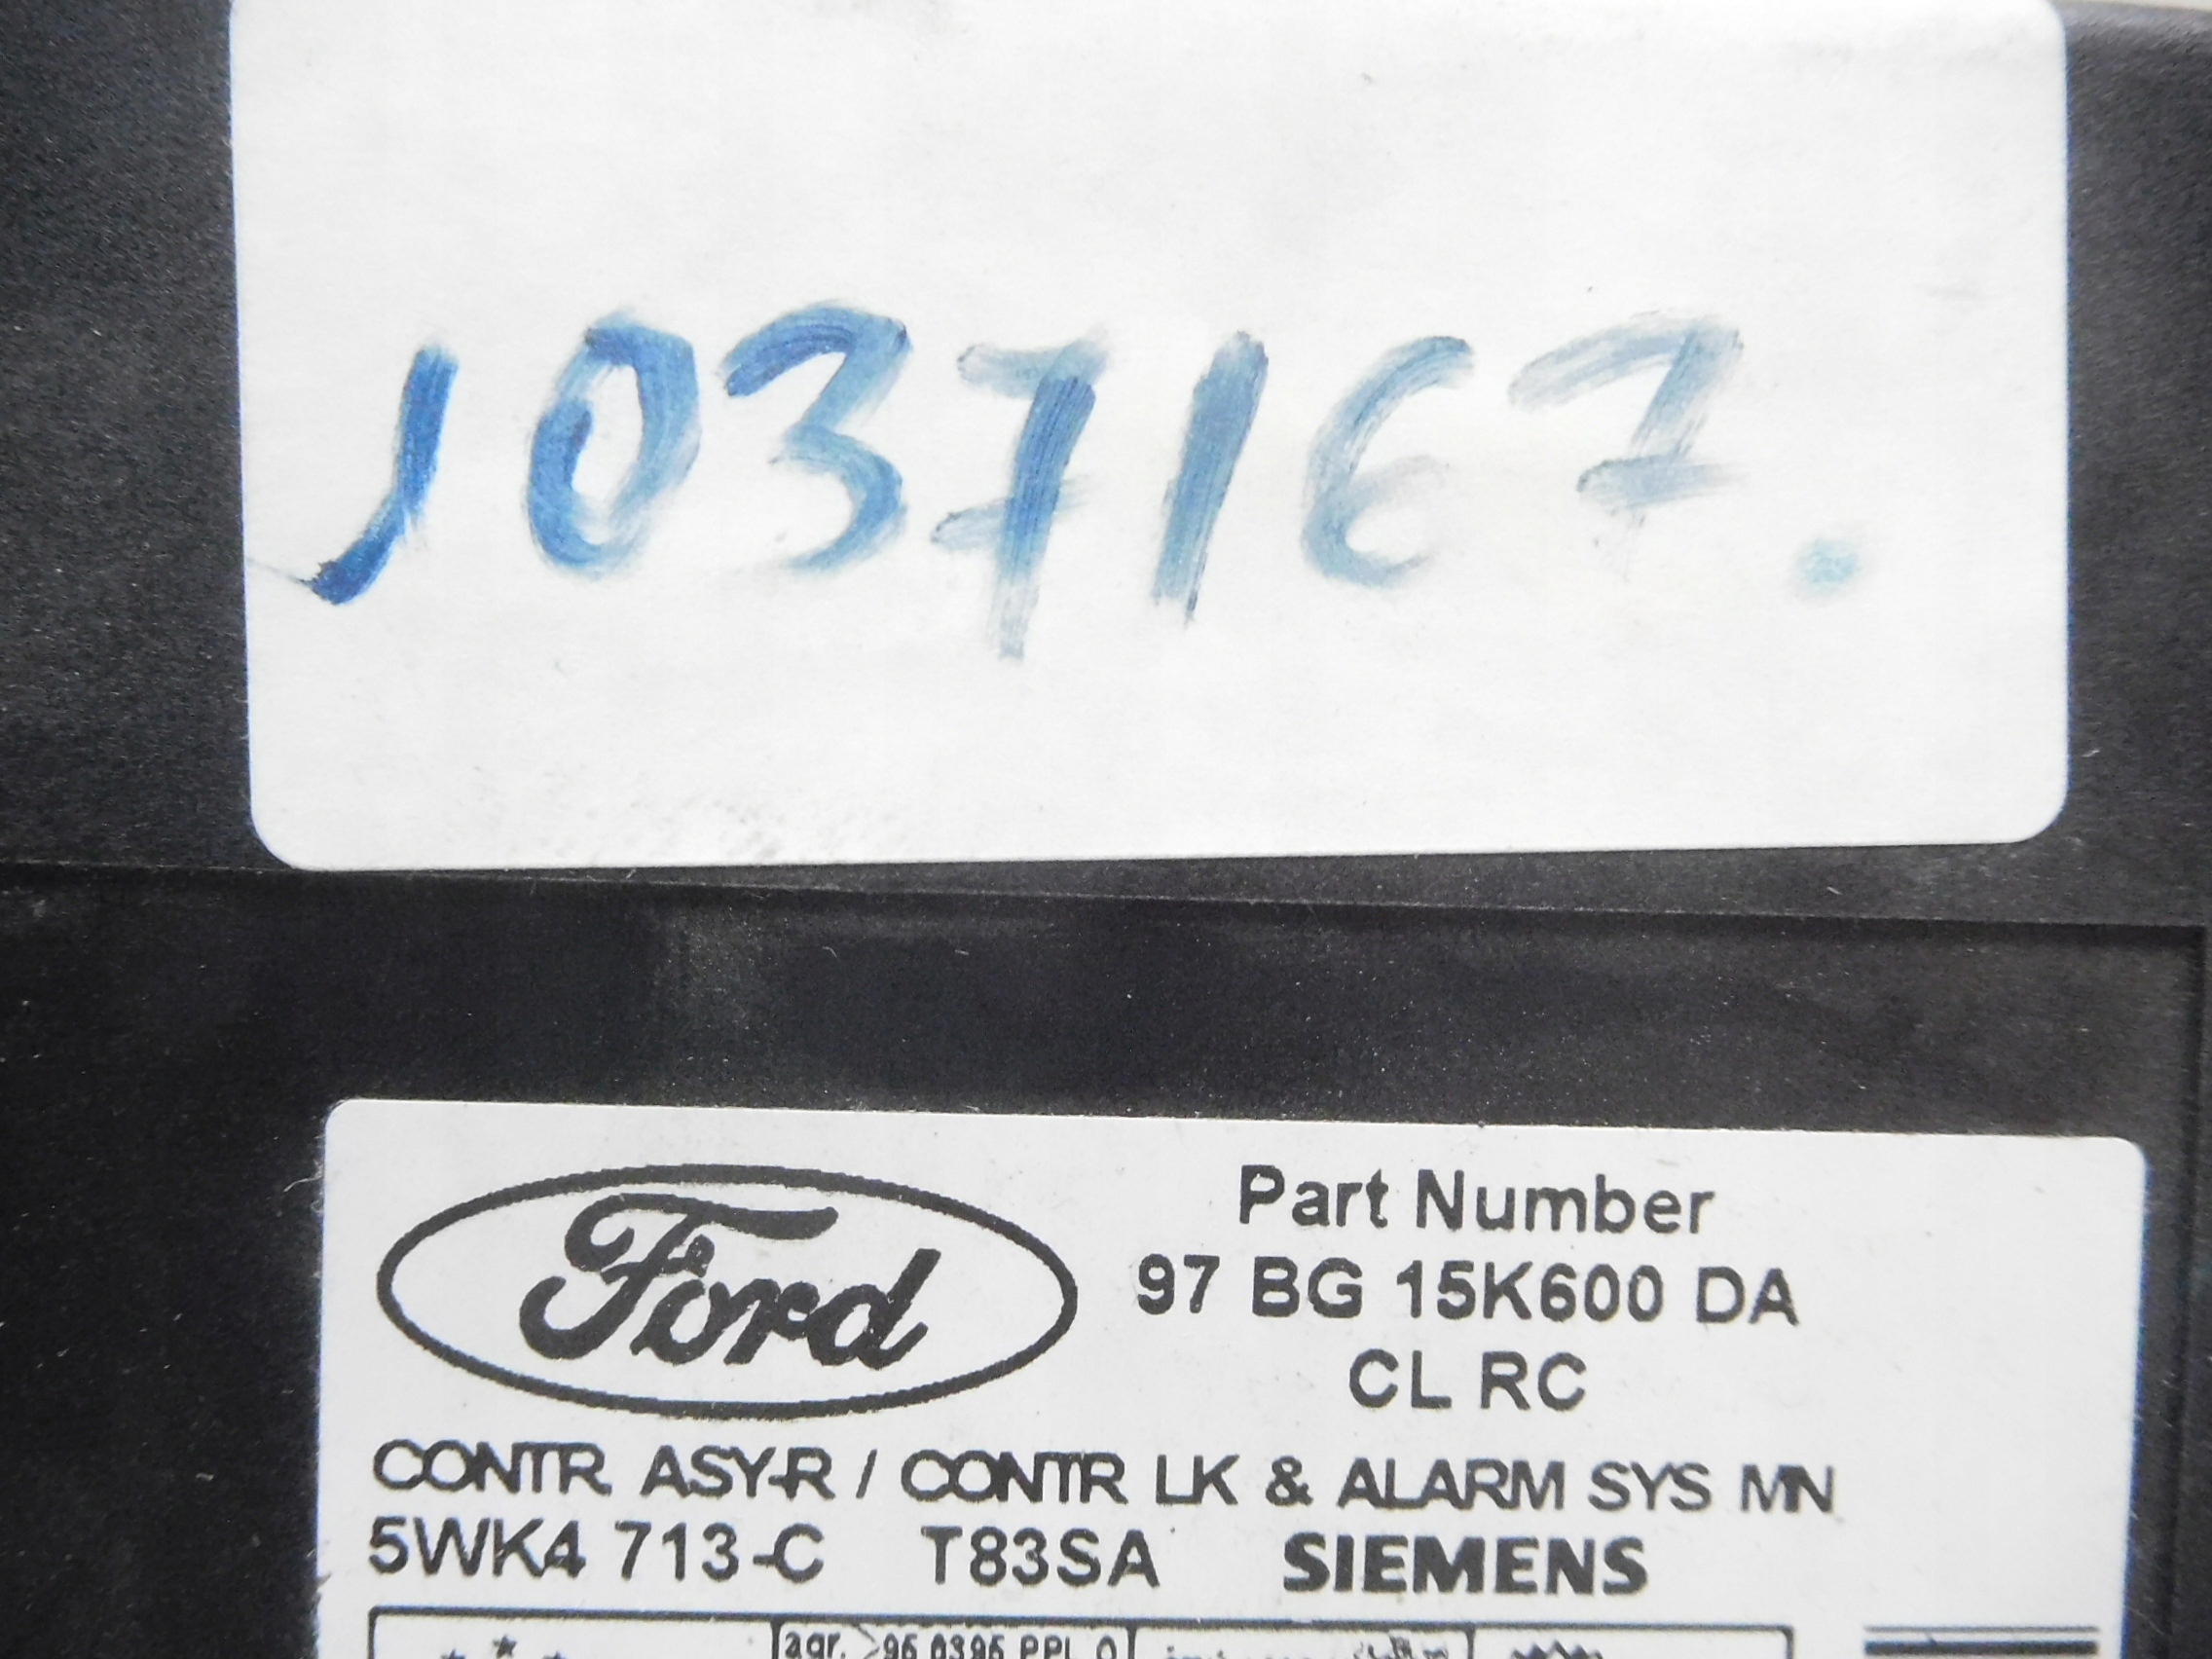 1037167.
Ford
Part Number
97 BG 15K600 DA
CL RC
CONTR ASY-R / CONTR LK & ALARM SYS MN
5WK4 713-C T83SA SIEMENS
agr.